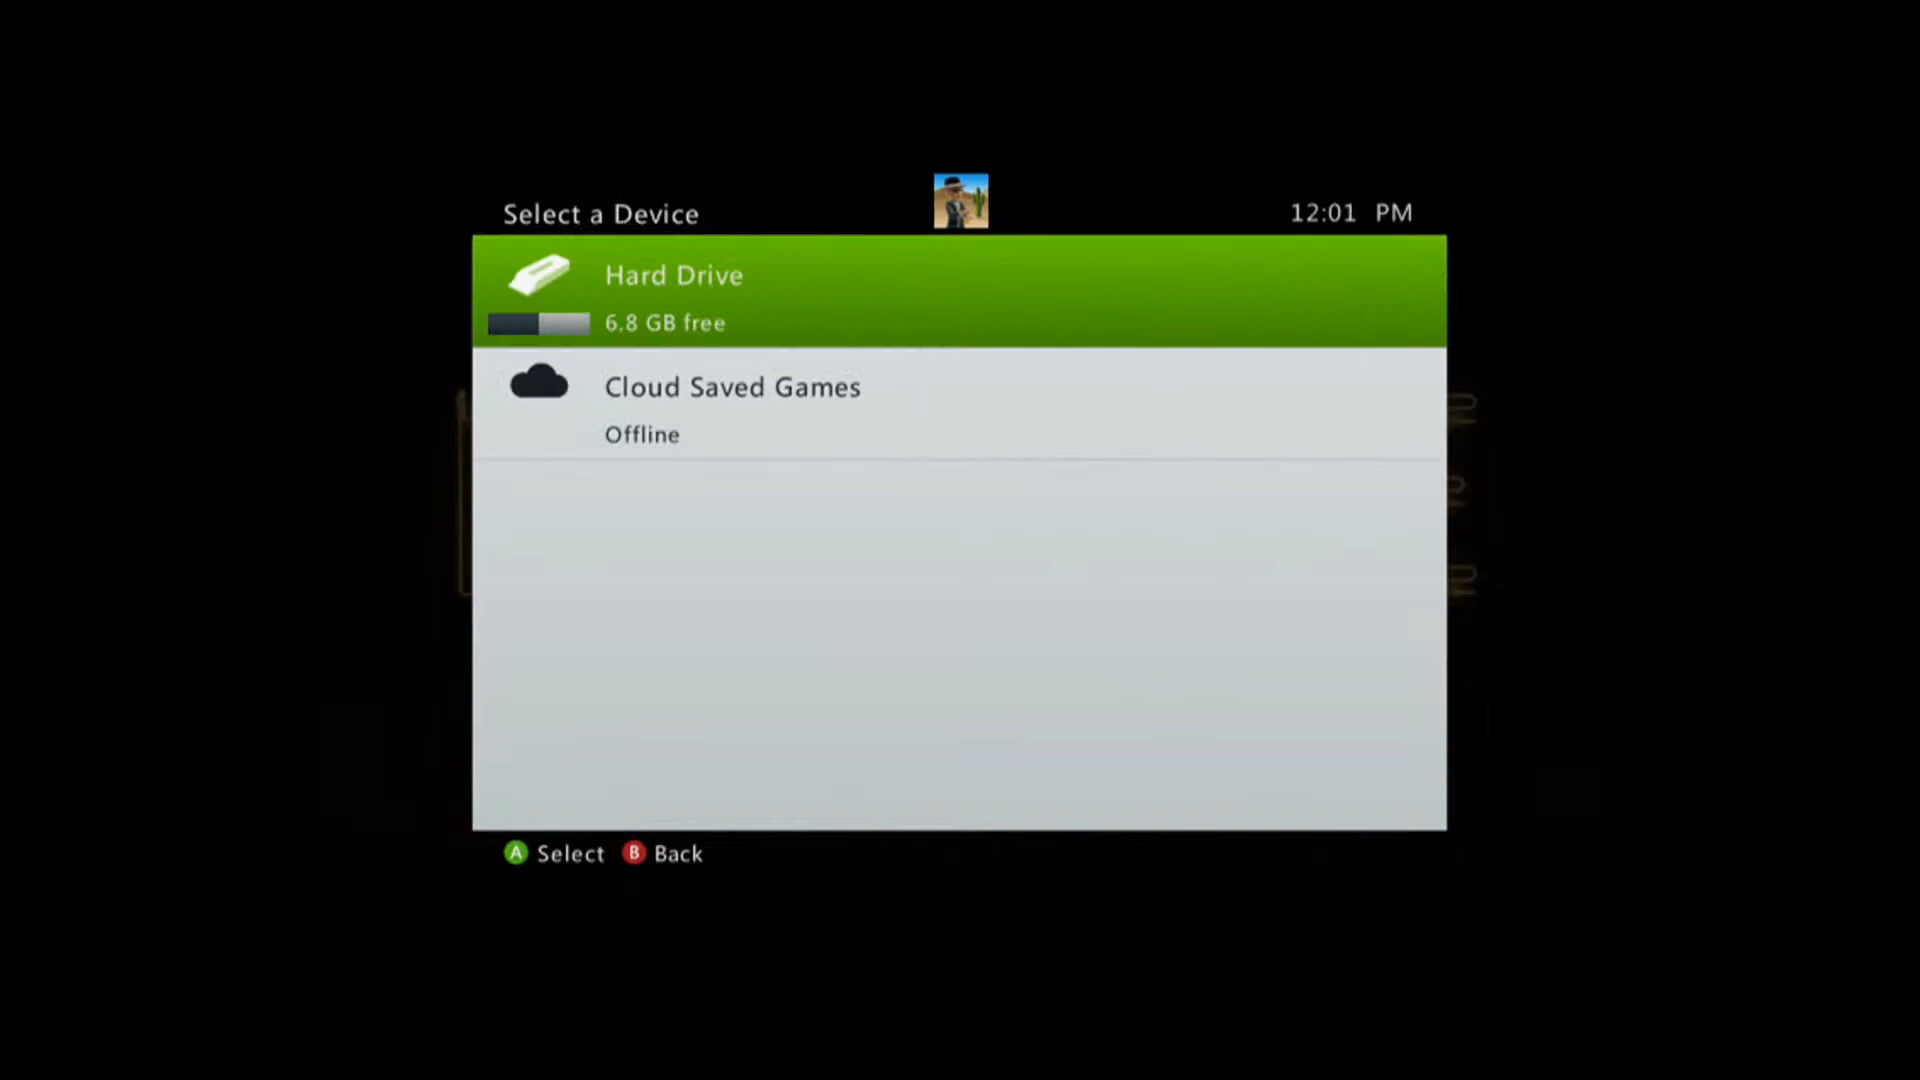 Select a Device
12:01 PM
Hard Drive
6.8 GB free
Cloud Saved Games
Offline
A Select B Back